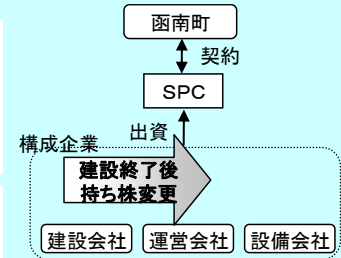 函南町
契約
SPC
出資
構成企業
建設終了後
持ち株変更
建設会社
運営会社
設備会社